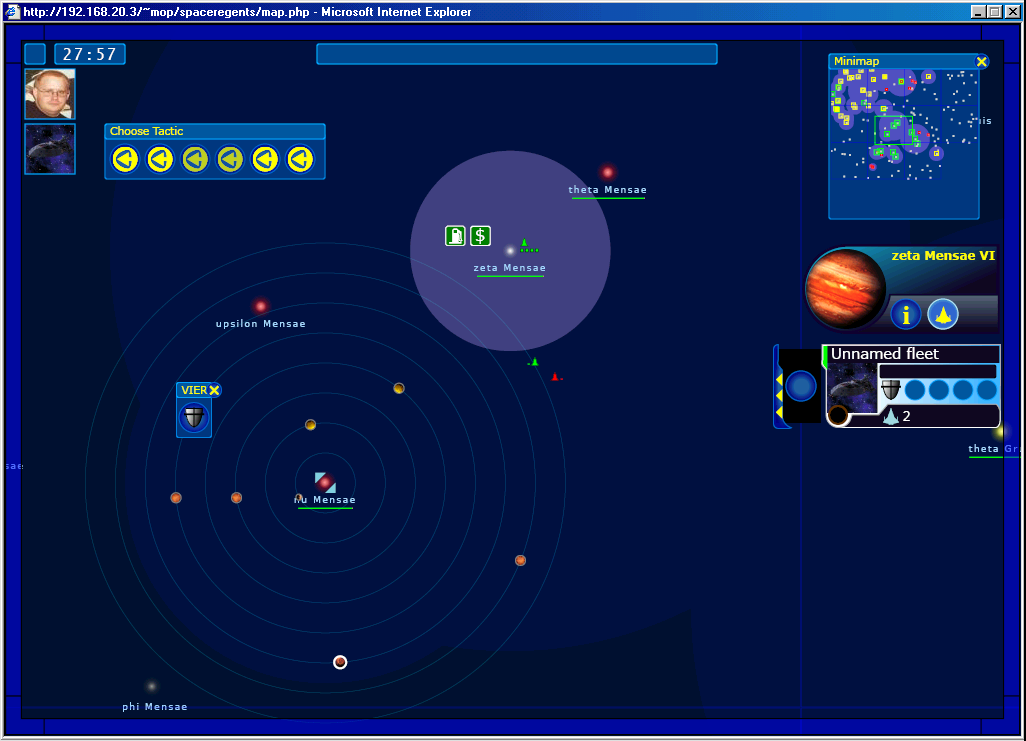 http://192.168.20.3/~mop/spaceregents/map.php - Microsoft Internet Explorer
27:57
Minimap
Choose Tactic
theta Mensae
$
zeta Mensae
zeta Mensae VI
i
upsilon Mensae
Unnamed fleet
VIER
2
theta Gr
nu Mensae
phi Mensae